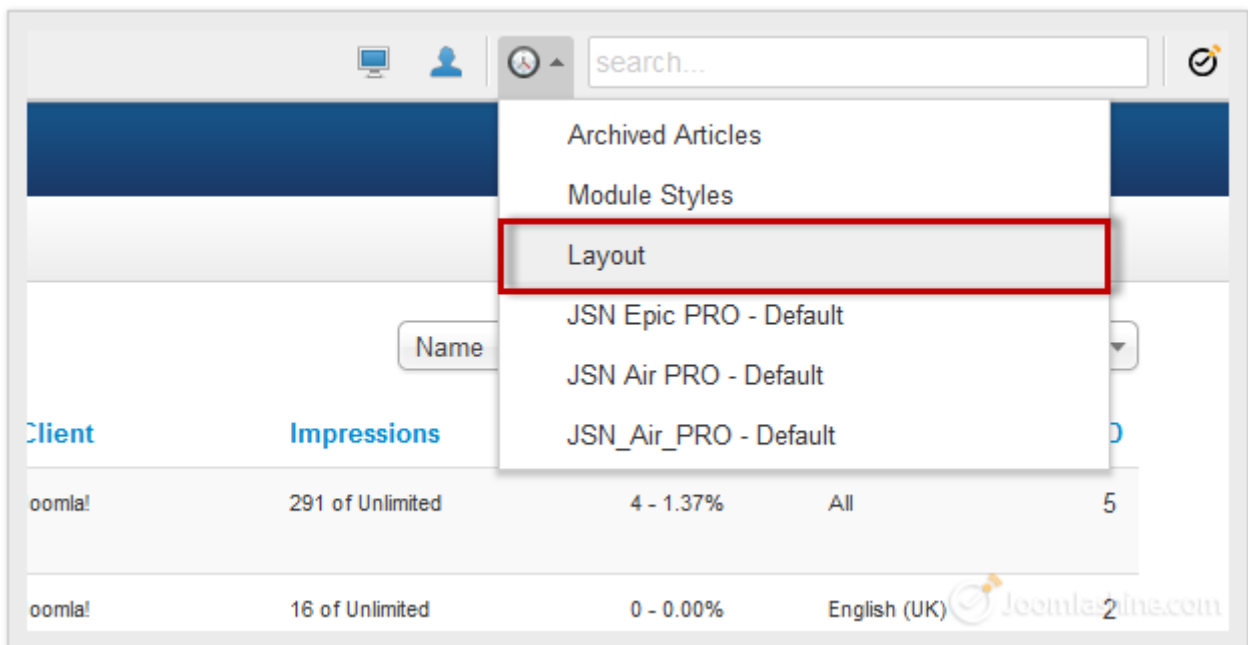 search...
Archived Articles
Module Styles
Layout
JSN Epic PRO - Default
Name
JSN Air PRO - Default
Client Impressions JSN_Air_PRO - Default D
oomla! 291 of Unlimited 4 - 1.37% All 5
oomla! 16 of Unlimited 0 - 0.00% English (UK) 2
Joomlashine.com